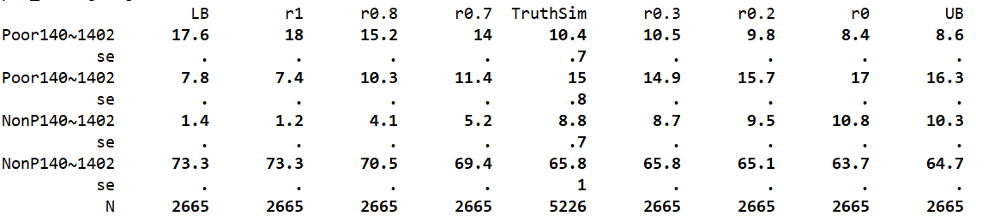 LB r1 r0.8 r0.7 TruthSim r0.3 r0.2 r0 UB
Poor140~1402 17.6 18 15.2 14 10.4 10.5 9.8 8.4 8.6
se . . . . .7 . . . .
Poor140~1402 7.8 7.4 10.3 11.4 15 14.9 15.7 17 16.3
se . . . . .8 . . . .
NonP140~1402 1.4 1.2 4.1 5.2 8.8 8.7 9.5 10.8 10.3
se . . . . .7 . . . .
NonP140~1402 73.3 73.3 70.5 69.4 65.8 65.8 65.1 63.7 64.7
se . . . . 1 . . . .
N 2665 2665 2665 2665 5226 2665 2665 2665 2665